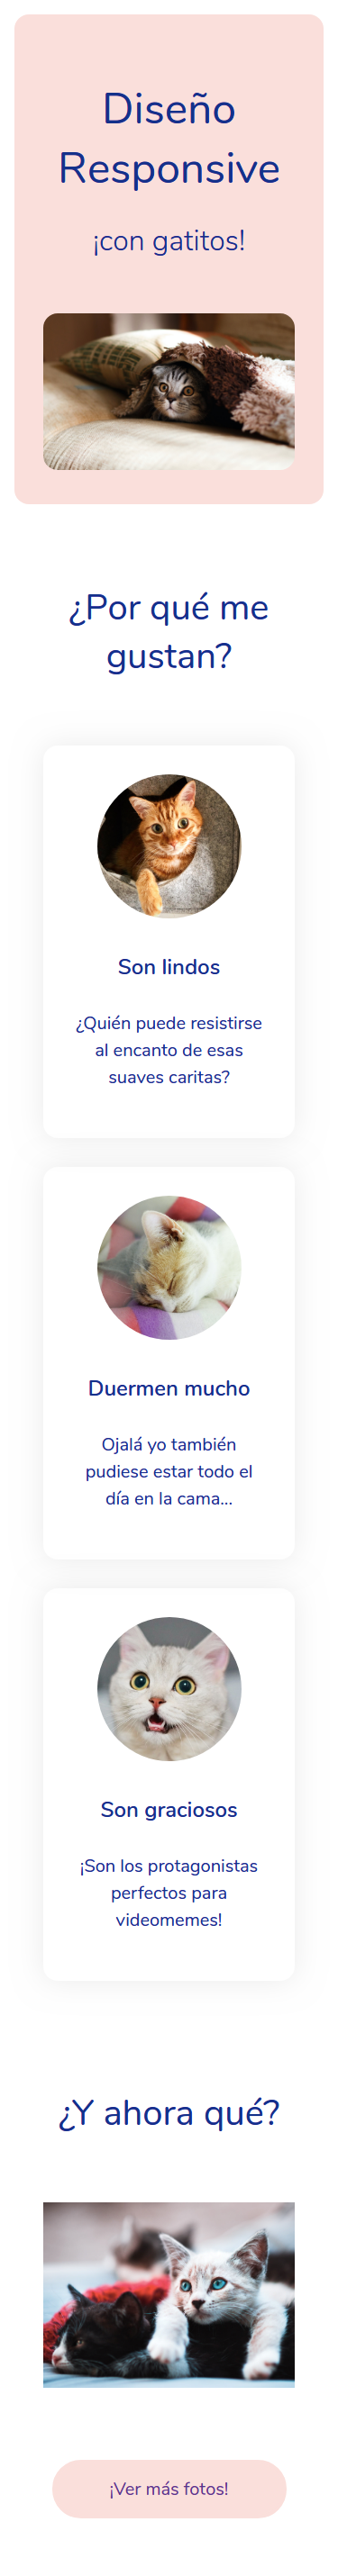 Diseño
Responsive
¡con gatitos!
¿Por qué me
gustan?
Son lindos
¿Quién puede resistirse
al encanto de esas
suaves caritas?
Duermen mucho
Ojalá yo también
pudiese estar todo el
día en la cama...
Son graciosos
¡Son los protagonistas
perfectos para
videomemes!
¿Y ahora qué?
¡Ver más fotos!